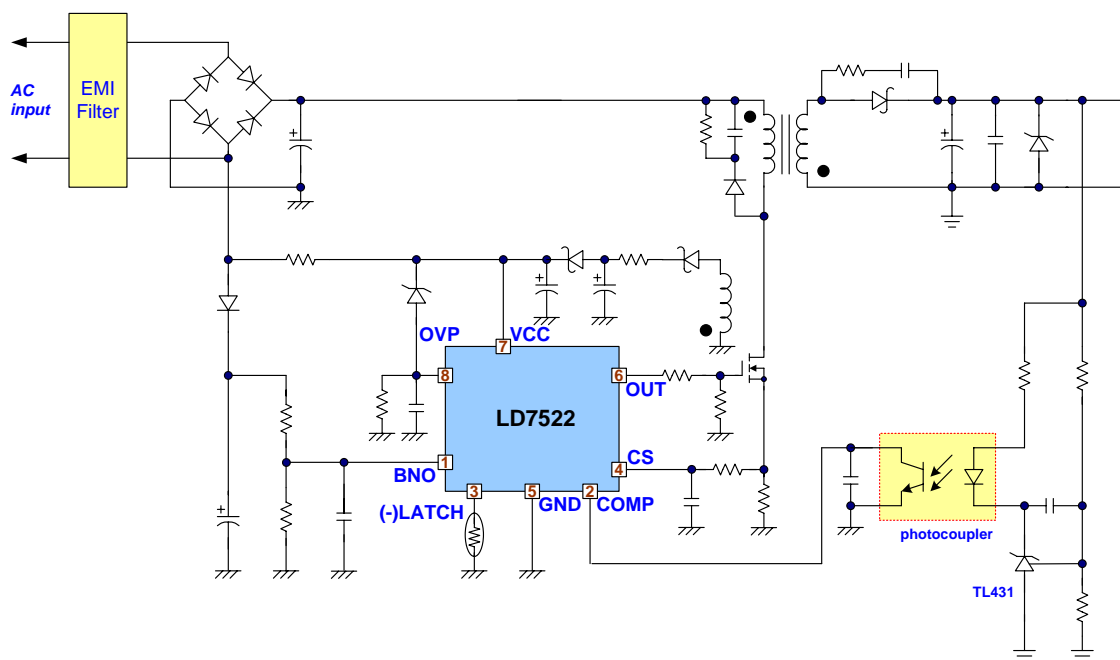 AC
input
EMI
Filter
OVP
VCC
7
8
6
OUT
LD7522
1
BNO
CS
4
3
5
2
(-)LATCH
GND
COMP
photocoupler
TL431